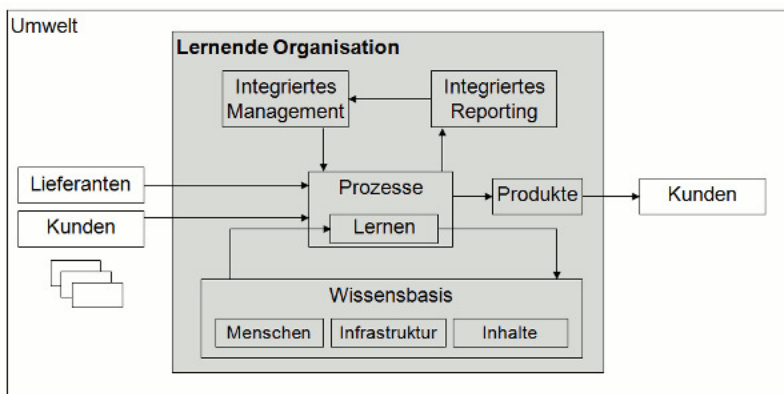 Umwelt
Lernende Organisation
Integriertes
Management
Integriertes
Reporting
Lieferanten
Kunden
Prozesse
Lernen
Produkte
Kunden
Wissensbasis
Menschen
Infrastruktur
Inhalte